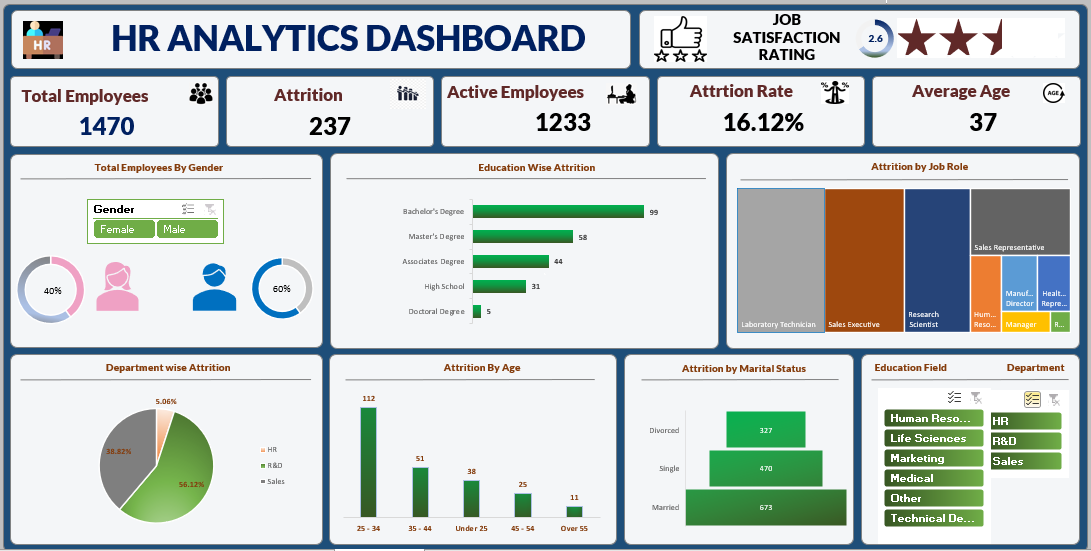 HR
HR ANALYTICS DASHBOARD
JOB
SATISFACTION
RATING
2.6
Total Employees
1470
Attrition
237
Active Employees
1233
Attrtion Rate
%
%
16.12%
Average Age
AGE
37
Total Employees By Gender
Gender
Female
Male
40%
60%
Education Wise Attrition
Bachelor's Degree
99
Master's Degree
58
Associates Degree
44
High School
31
Doctoral Degree
5
Attrition by Job Role
Laboratory Technician
Sales Executive
Research
Scientist
Sales Representative
Hum...
Reso...
Manuf...
Director
Healt...
Repre...
Manager
R...
Department wise Attrition
5.06%
38.82%
56.12%
HR
R&D
Sales
Attrition By Age
112
51
38
25
11
25 - 34
35 - 44
Under 25
45 - 54
Over 55
Attrition by Marital Status
Divorced
327
Single
470
Married
673
Education Field
Human Reso...
Life Sciences
Marketing
Medical
Other
Technical De...
Department
HR
R&D
Sales